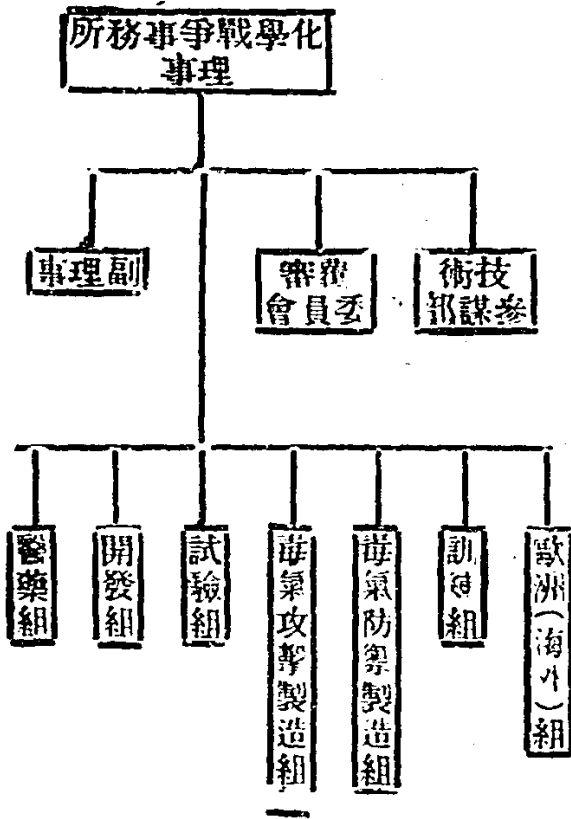 化學戰爭事務所
理事
技術
參謀部
覆審
委員會
副理事
歐洲(海外)組
訓練組
毒氣防禦製造組
毒氣攻擊製造組
試驗組
開發組
醫藥組